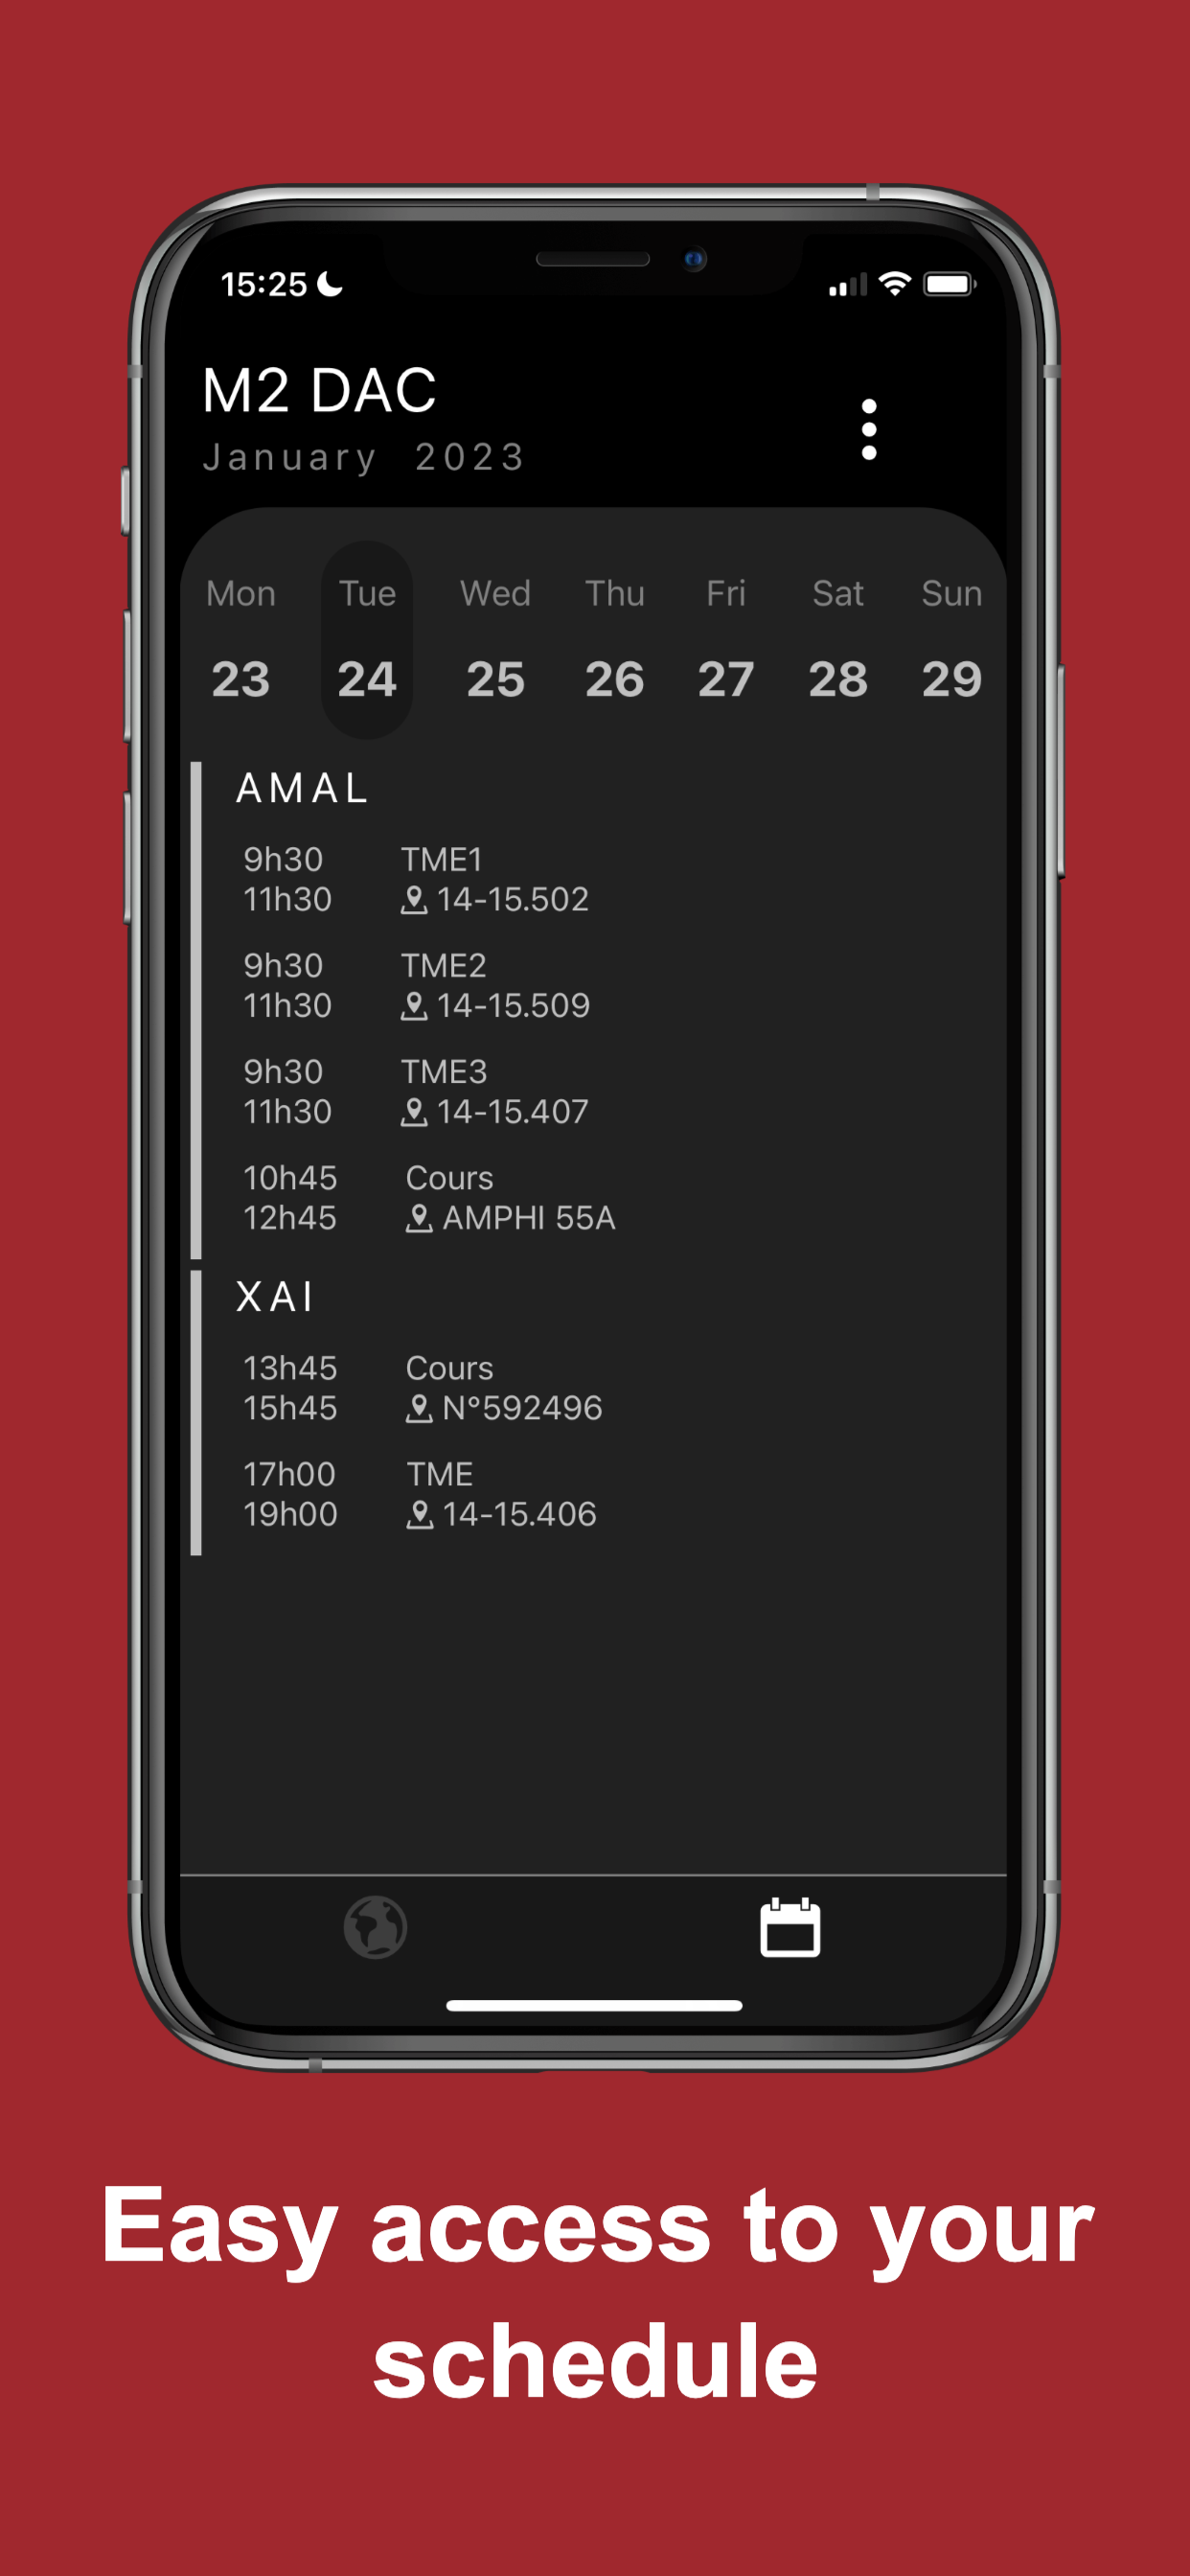 15:25
M2 DAC
January 2023
Mon Tue Wed Thu Fri Sat Sun
23 24 25 26 27 28 29
AMAL
9h30 TME1
11h30 14-15.502
9h30 TME2
11h30 14-15.509
9h30 TME3
11h30 14-15.407
10h45 Cours
12h45 AMPHI 55A
XAI
13h45 Cours
15h45 N°592496
17h00 TME
19h00 14-15.406
Easy access to your
schedule